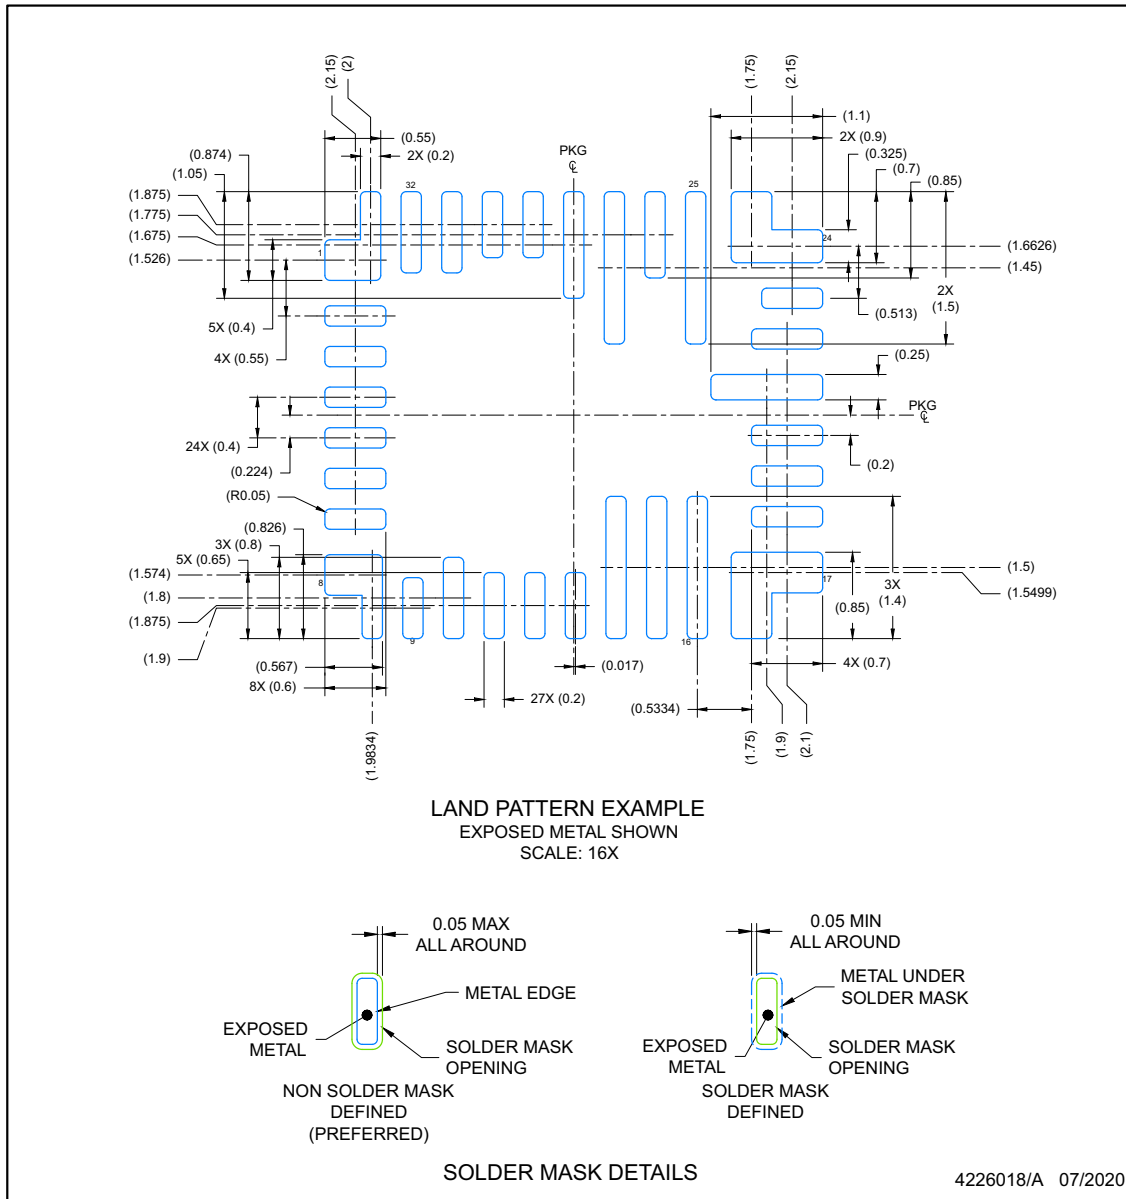 (2.15)
(2)
(1.75)
(2.15)
(0.55)
2X (0.2)
(0.874)
(1.05)
(1.875)
(1.775)
(1.675)
(1.526)
PKG
℄
(1.1)
2X (0.9)
(0.325)
(0.7)
(0.85)
32
25
24
1
(1.6626)
(1.45)
2X
(1.5)
(0.513)
5X (0.4)
4X (0.55)
(0.25)
PKG
℄
24X (0.4)
(0.224)
(0.2)
(R0.05)
(0.826)
3X (0.8)
5X (0.65)
(1.574)
(1.8)
(1.875)
(1.9)
8
9
16
17
(1.5)
(1.5499)
3X
(1.4)
(0.85)
(0.567)
8X (0.6)
27X (0.2)
(0.017)
4X (0.7)
(0.5334)
(1.9834)
(1.75)
(1.9)
(2.1)
LAND PATTERN EXAMPLE
EXPOSED METAL SHOWN
SCALE: 16X
0.05 MAX
ALL AROUND
METAL EDGE
EXPOSED
METAL
SOLDER MASK
OPENING
NON SOLDER MASK
DEFINED
(PREFERRED)
0.05 MIN
ALL AROUND
METAL UNDER
SOLDER MASK
EXPOSED
METAL
SOLDER MASK
OPENING
SOLDER MASK
DEFINED
SOLDER MASK DETAILS
4226018/A 07/2020